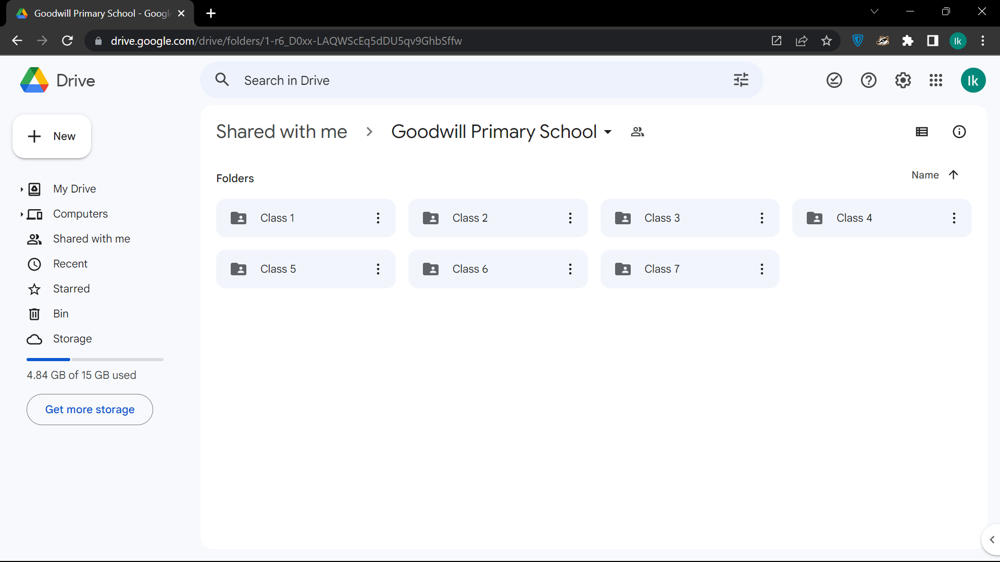 Goodwill Primary School - Googl
drive.google.com/drive/folders/1-r6_D0xx-LAQWScEq5dDU5qv9GhbSffw
lk
Drive
Search in Drive
lk
New
Shared with me
Goodwill Primary School
My Drive
Computers
Shared with me
Recent
Starred
Bin
Storage
4.84 GB of 15 GB used
Get more storage
Folders
Name
Class 1
Class 2
Class 3
Class 4
Class 5
Class 6
Class 7